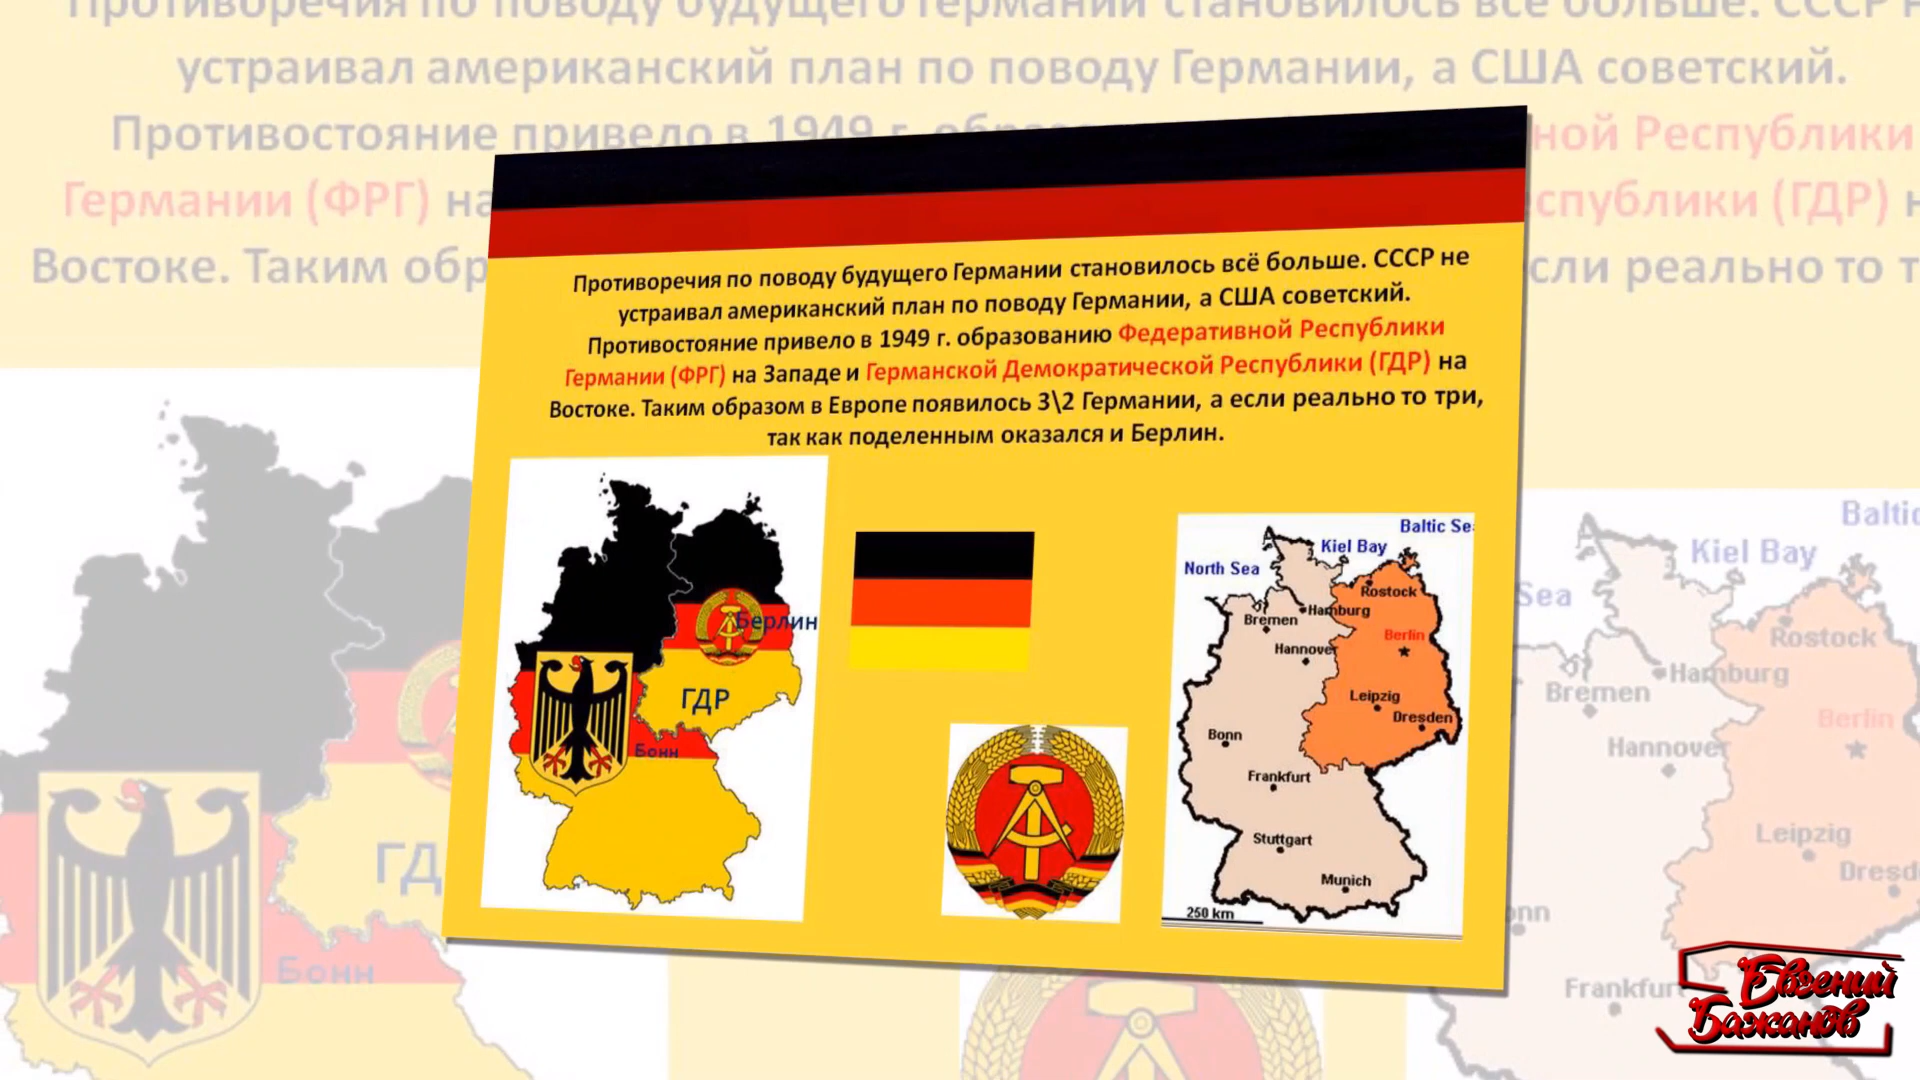 Противоречия по поводу будущего Германии становилось всё больше. СССР не
устраивал американский план по поводу Германии, а США советский.
Противостояние привело в 1949 г. образованию Федеративной Республики
Германии (ФРГ) на Западе и Германской Демократической Республики (ГДР) на
Востоке. Таким образом в Европе появилось 3\2 Германии, а если реально то три,
так как поделенным оказался и Берлин.
Берлин
ГДР
Бонн
Baltic Se
Kiel Bay
North Sea
Rostock
Hamburg
Bremen
Berlin
Hannover
Leipzig
Dresden
Bonn
Frankfurt
Stuttgart
Munich
250 km
Евгений
Бажанов